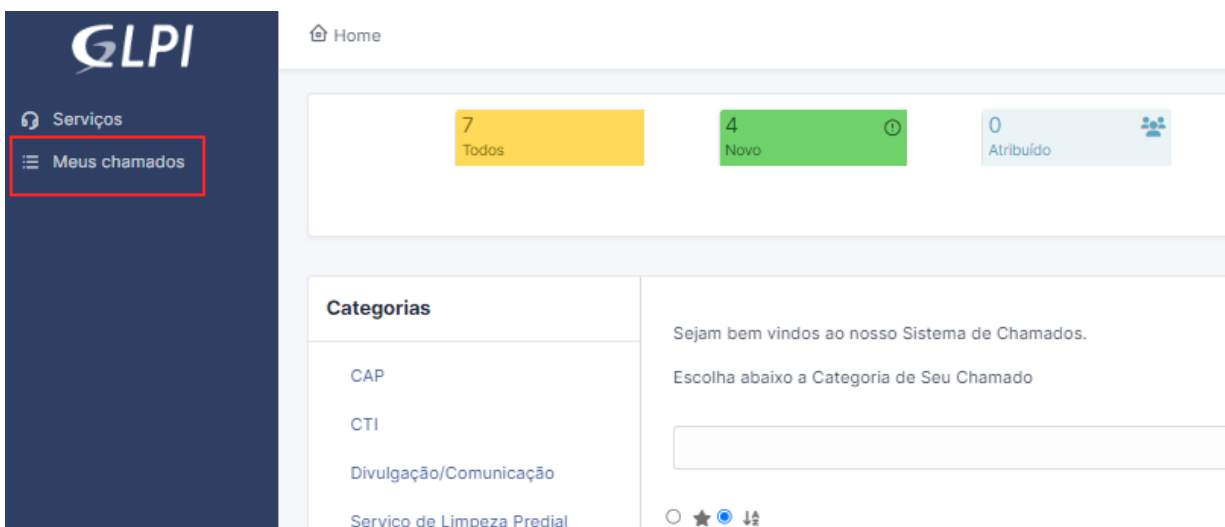 GLPI
Home
Serviços
Meus chamados
7
Todos
4
Novo
0
Atribuído
Categorias
CAP
CTI
Divulgação/Comunicação
Serviço de Limpeza Predial
Sejam bem vindos ao nosso Sistema de Chamados.
Escolha abaixo a Categoria de Seu Chamado